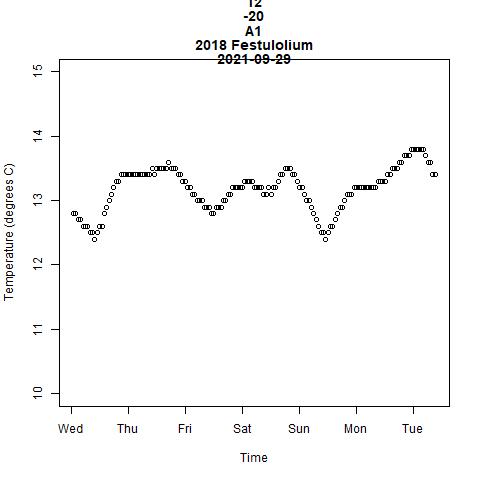 T2
-20
A1
2018 Festulolium
2021-09-29
15
14
13
12
11
10
Temperature (degrees C)
Wed Thu Fri Sat Sun Mon Tue
Time